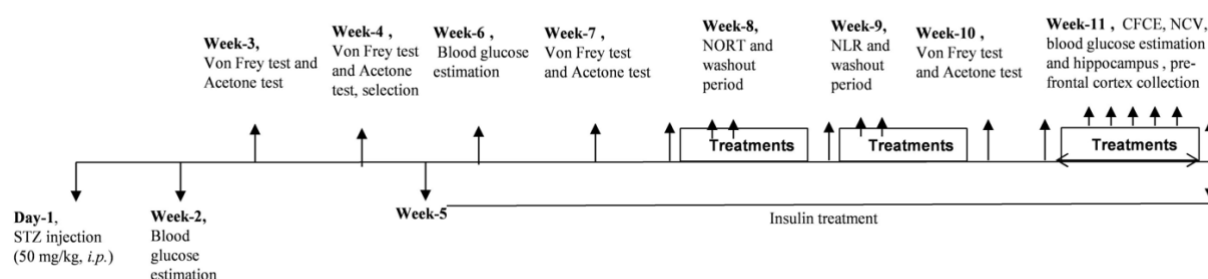 Week-3,
Von Frey test and
Acetone test
Week-4 ,
Von Frey test
and Acetone
test, selection
Week-6 ,
Blood glucose
estimation
Week-7 ,
Von Frey test
and Acetone test
Week-8,
NORT and
washout
period
Week-9,
NLR and
washout
period
Week-10 ,
Von Frey test
and Acetone test
Week-11 , CFCE, NCV,
blood glucose estimation
and hippocampus , pre-
frontal cortex collection
Treatments
Treatments
Treatments
Day-1,
STZ injection
(50 mg/kg, i.p.)
Week-2,
Blood
glucose
estimation
Week-5
Insulin treatment